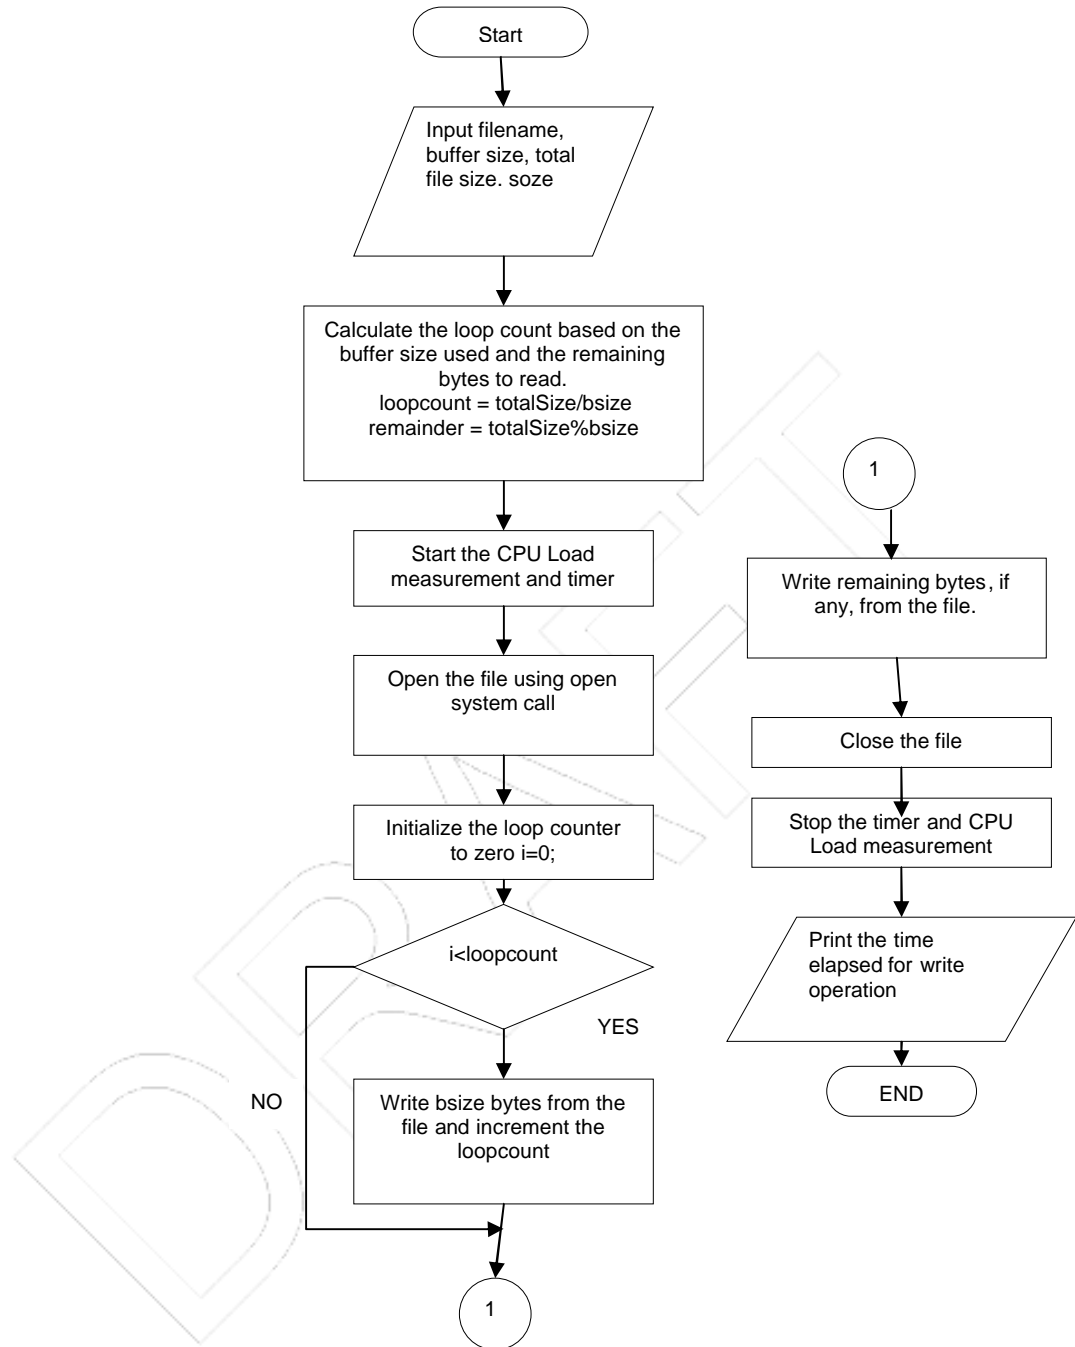 Start
Input filename,
buffer size, total
file size. soze
Calculate the loop count based on the
buffer size used and the remaining
bytes to read.
loopcount = totalSize/bsize
remainder = totalSize%bsize
Start the CPU Load
measurement and timer
Open the file using open
system call
Initialize the loop counter
to zero i=0;
i<loopcount
YES
NO
Write bsize bytes from the
file and increment the
loopcount
1
1
Write remaining bytes, if
any, from the file.
Close the file
Stop the timer and CPU
Load measurement
Print the time
elapsed for write
operation
END
DRAFT